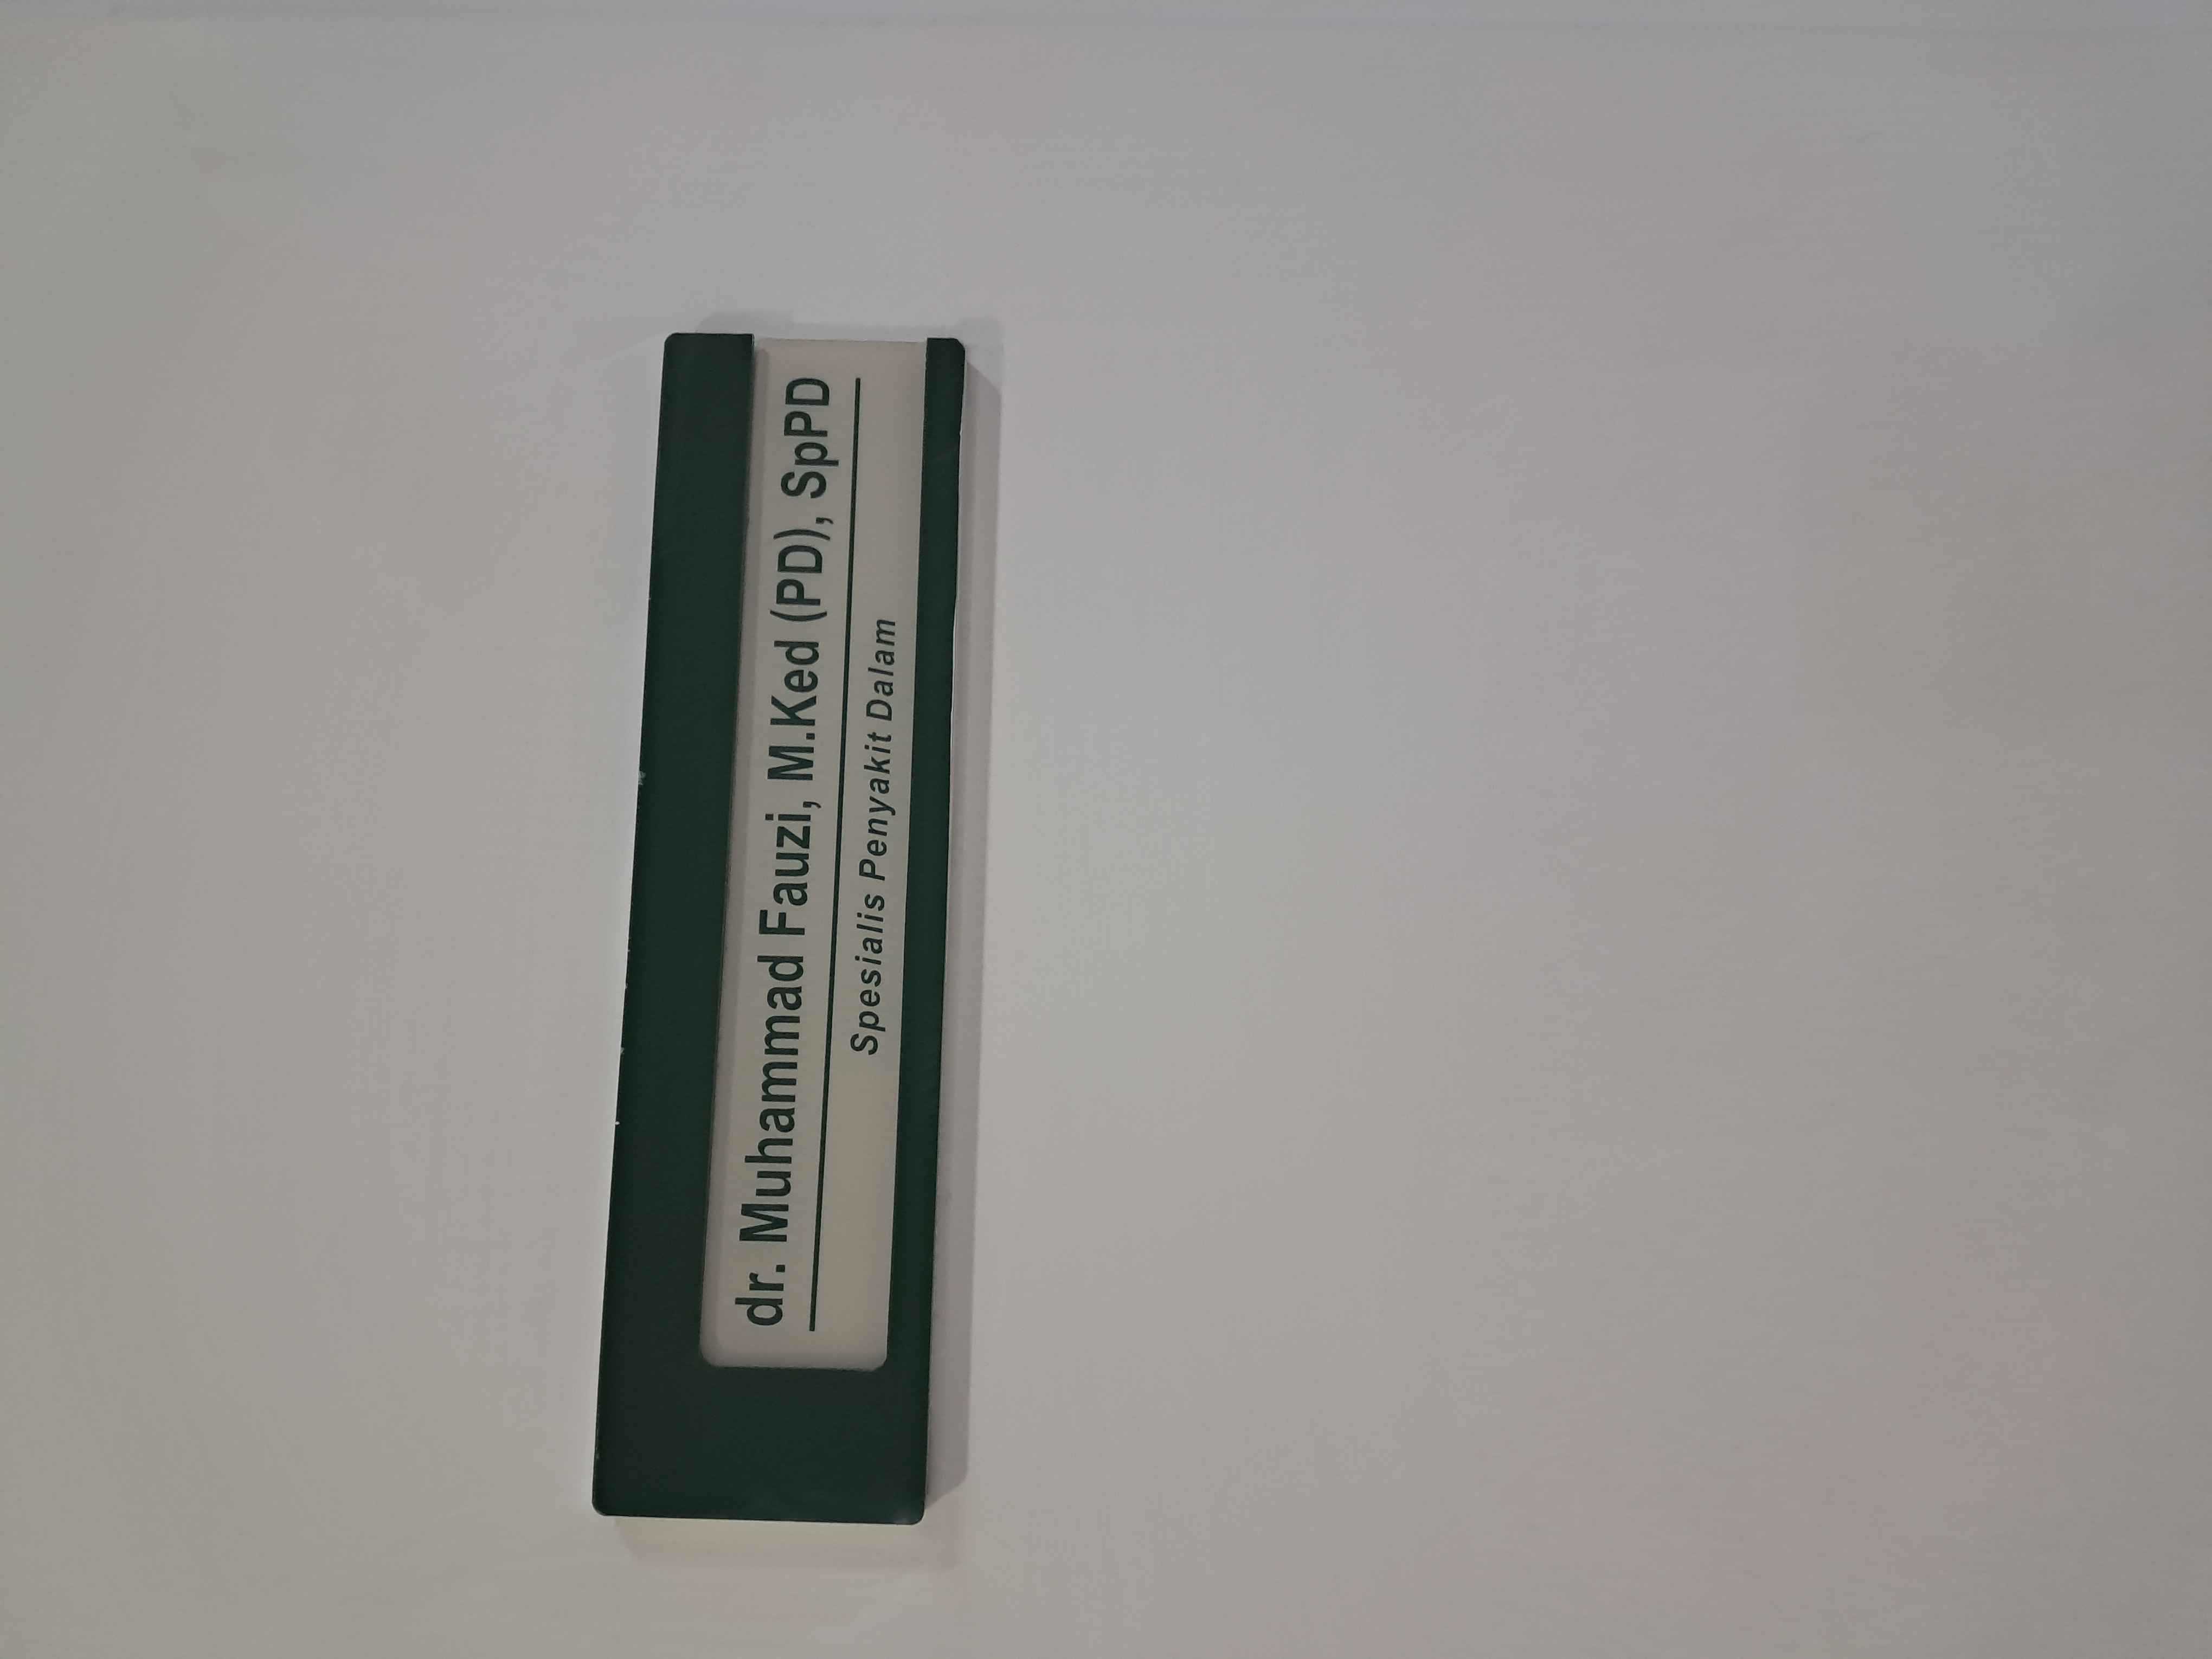 dr. Muhammad Fauzi, M.Ked (PD), SpPD
Spesialis Penyakit Dalam